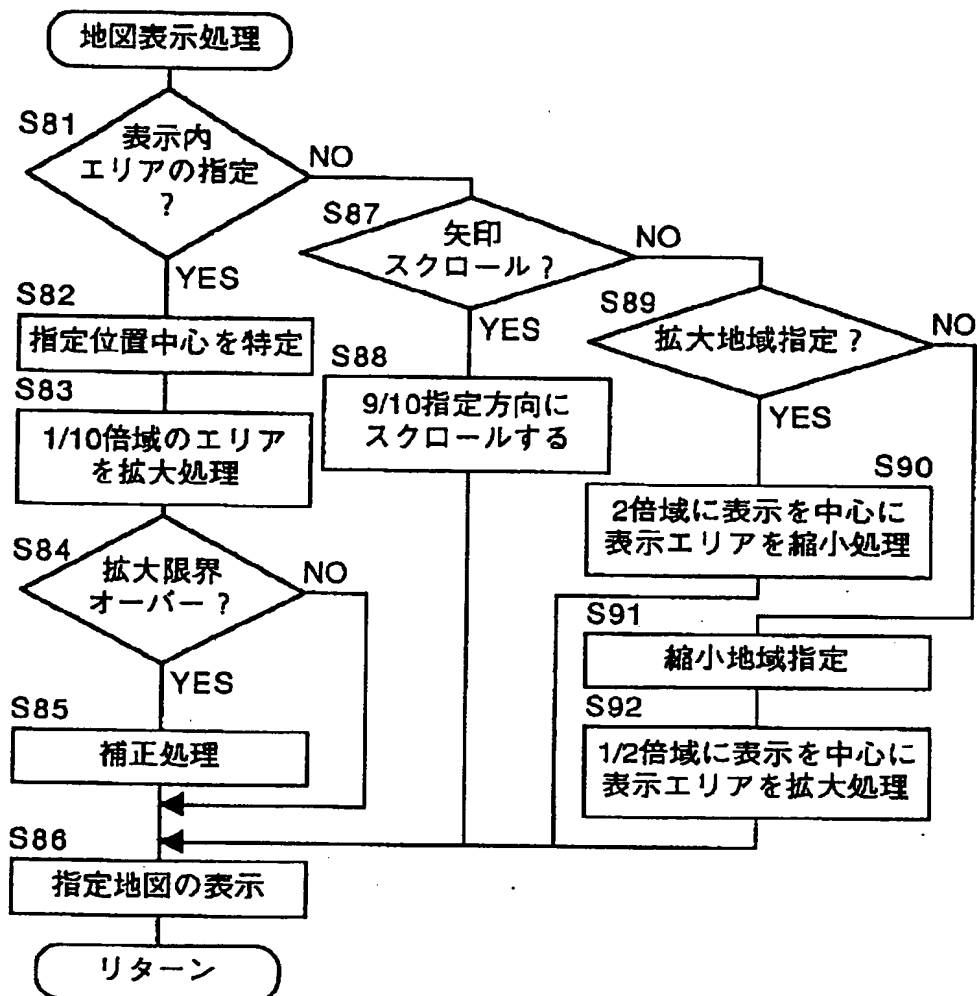 地図表示処理
S81
表示内
エリアの指定
?
NO
YES
S82
指定位置中心を特定
S83
1/10倍域のエリア
を拡大処理
S84
拡大限界
オーバー?
NO
YES
S85
補正処理
S86
指定地図の表示
リターン
S87
矢印
スクロール?
NO
YES
S88
9/10指定方向に
スクロールする
S89
拡大地域指定?
NO
YES
S90
2倍域に表示を中心に
表示エリアを縮小処理
S91
縮小地域指定
S92
1/2倍域に表示を中心に
表示エリアを拡大処理